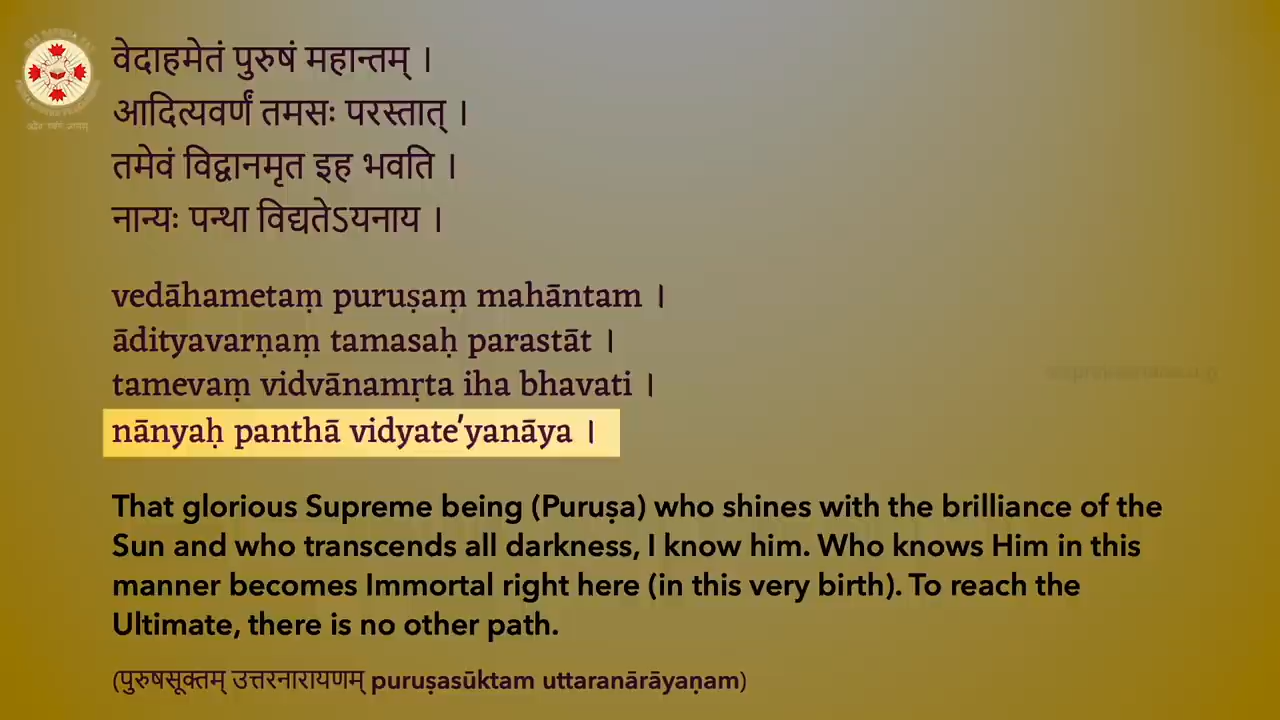 वेदाहमेतं पुरुषं महान्तम् ।
आदित्यवर्णं तमसः परस्तात् ।
तमेवं विद्वानमृत इह भवति ।
नान्यः पन्था विद्यतेऽयनाय ।
vedāhametaṃ puruṣaṃ mahāntam ।
ādityavarṇaṃ tamasaḥ parastāt ।
tamevaṃ vidvānamṛta iha bhavati ।
nānyaḥ panthā vidyate’yanāya ।
That glorious Supreme being (Puruṣa) who shines with the brilliance of the
Sun and who transcends all darkness, I know him. Who knows Him in this
manner becomes Immortal right here (in this very birth). To reach the
Ultimate, there is no other path.
(पुरुषसूक्तम् उत्तरनारायणम् puruṣasūktam uttaranārāyaṇam)